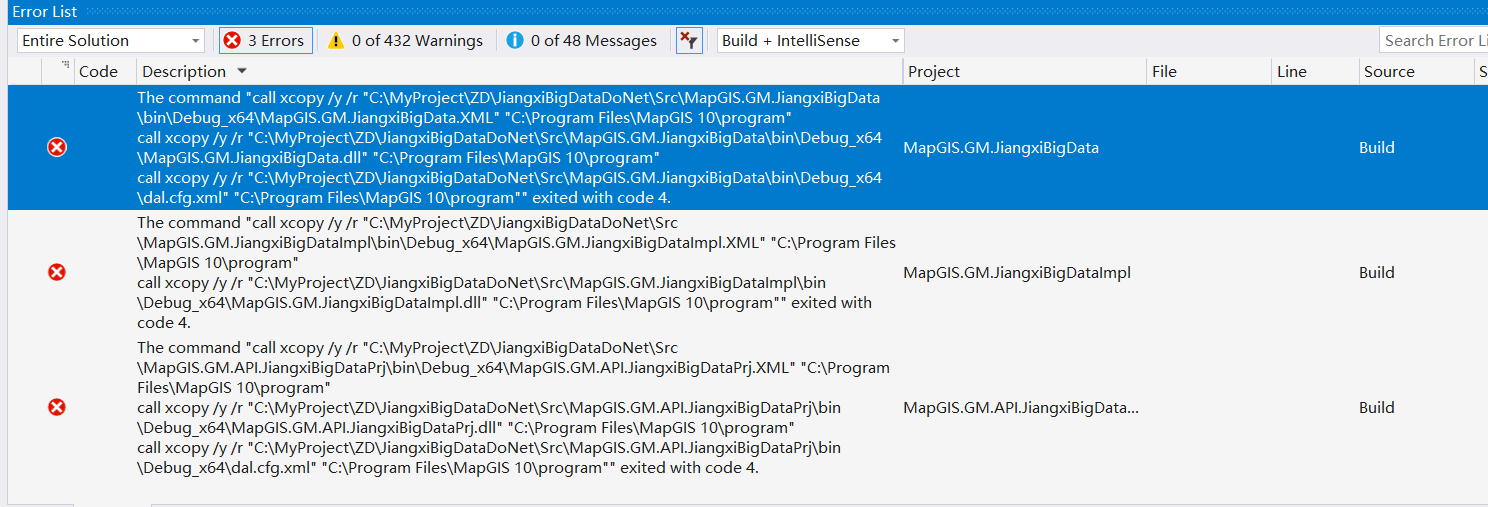 Error List
Entire Solution
3 Errors
0 of 432 Warnings
0 of 48 Messages
Build + IntelliSense
Search Error Li
Code
Description
Project
File
Line
Source
S
The command "call xcopy /y /r "C:\MyProject\ZD\JiangxiBigDataDoNet\Src\MapGIS.GM.JiangxiBigData
\bin\Debug_x64\MapGIS.GM.JiangxiBigData.XML" "C:\Program Files\MapGIS 10\program"
call xcopy /y /r "C:\MyProject\ZD\JiangxiBigDataDoNet\Src\MapGIS.GM.JiangxiBigData\bin\Debug_x64
\MapGIS.GM.JiangxiBigData.dll" "C:\Program Files\MapGIS 10\program"
call xcopy /y /r "C:\MyProject\ZD\JiangxiBigDataDoNet\Src\MapGIS.GM.JiangxiBigData\bin\Debug_x64
\dal.cfg.xml" "C:\Program Files\MapGIS 10\program"" exited with code 4.
MapGIS.GM.JiangxiBigData
Build
The command "call xcopy /y /r "C:\MyProject\ZD\JiangxiBigDataDoNet\Src
\MapGIS.GM.JiangxiBigDataImpl\bin\Debug_x64\MapGIS.GM.JiangxiBigDataImpl.XML" "C:\Program Files
\MapGIS 10\program"
call xcopy /y /r "C:\MyProject\ZD\JiangxiBigDataDoNet\Src\MapGIS.GM.JiangxiBigDataImpl\bin
\Debug_x64\MapGIS.GM.JiangxiBigDataImpl.dll" "C:\Program Files\MapGIS 10\program"" exited with
code 4.
MapGIS.GM.JiangxiBigDataImpl
Build
The command "call xcopy /y /r "C:\MyProject\ZD\JiangxiBigDataDoNet\Src
\MapGIS.GM.API.JiangxiBigDataPrj\bin\Debug_x64\MapGIS.GM.API.JiangxiBigDataPrj.XML" "C:\Program
Files\MapGIS 10\program"
call xcopy /y /r "C:\MyProject\ZD\JiangxiBigDataDoNet\Src\MapGIS.GM.API.JiangxiBigDataPrj\bin
\Debug_x64\MapGIS.GM.API.JiangxiBigDataPrj.dll" "C:\Program Files\MapGIS 10\program"
call xcopy /y /r "C:\MyProject\ZD\JiangxiBigDataDoNet\Src\MapGIS.GM.API.JiangxiBigDataPrj\bin
\Debug_x64\dal.cfg.xml" "C:\Program Files\MapGIS 10\program"" exited with code 4.
MapGIS.GM.API.JiangxiBigData...
Build